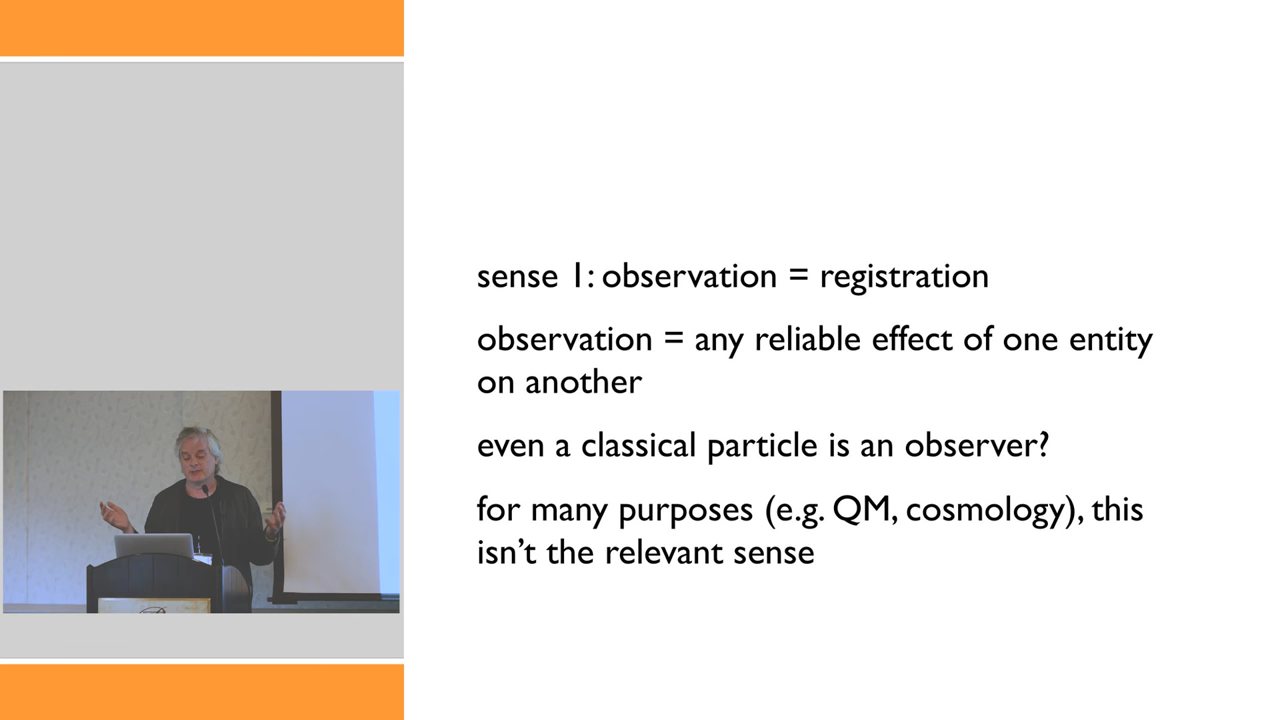 sense 1: observation = registration
observation = any reliable effect of one entity
on another
even a classical particle is an observer?
for many purposes (e.g. QM, cosmology), this
isn't the relevant sense